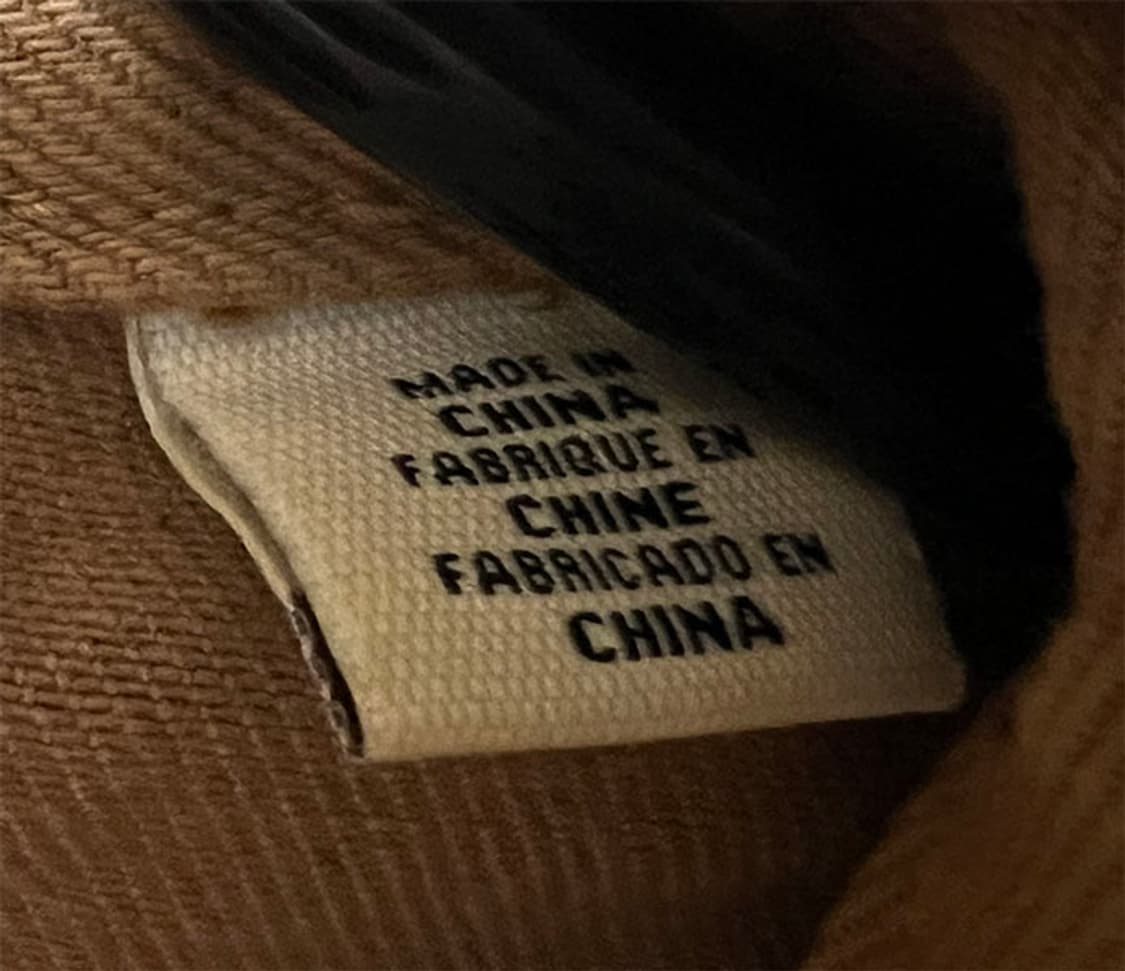 MADE IN
CHINA
FABRIQUE EN
CHINE
FABRICADO EN
CHINA